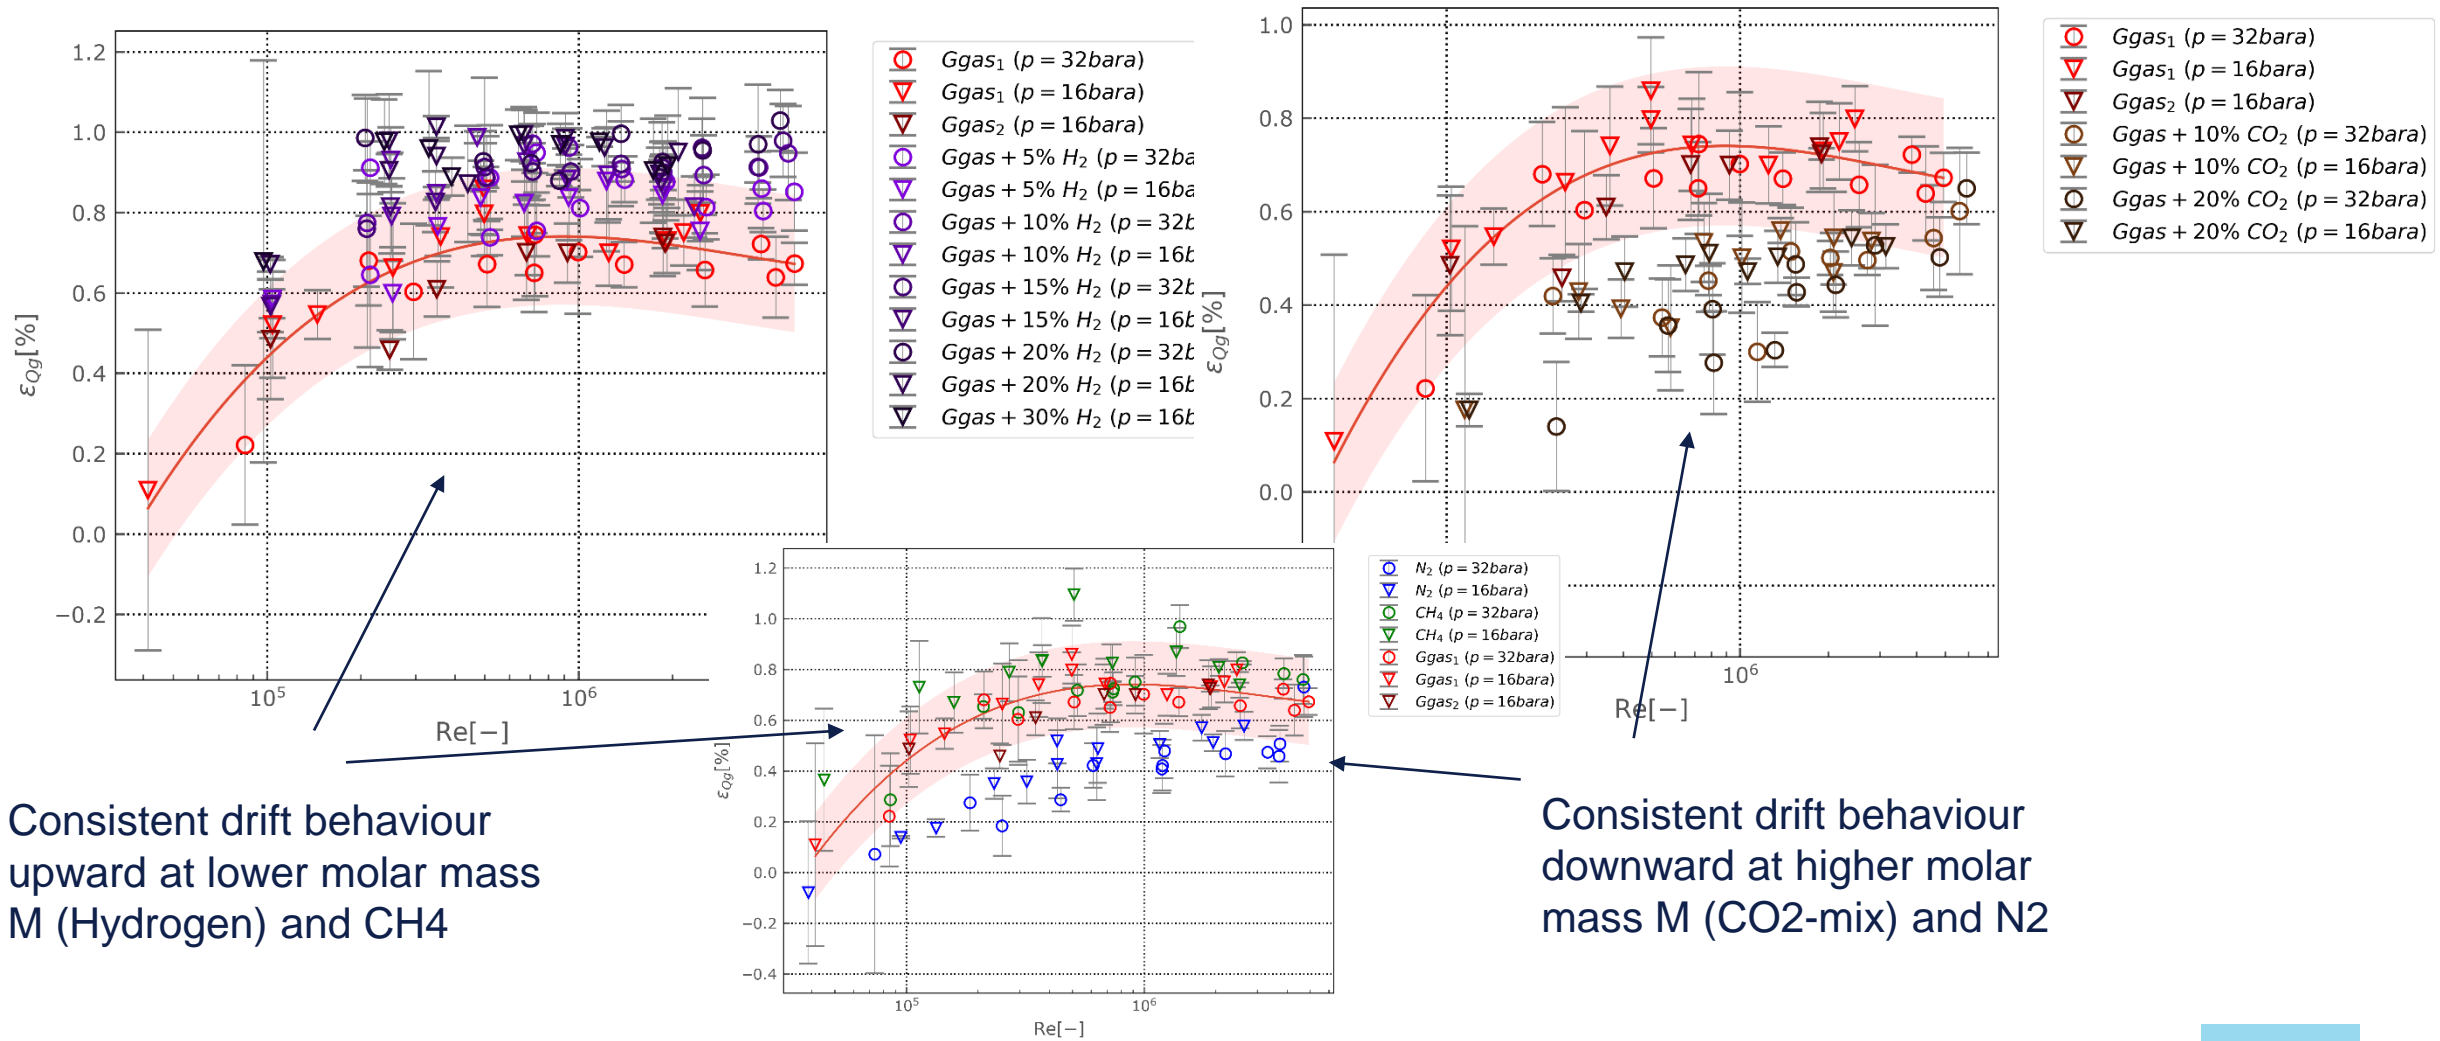 1.2
1.0
0.8
0.6
0.4
0.2
0.0
−0.2
ε_Qg[%]
10⁵
10⁶
Re[−]
Ggas₁ (p = 32bara)
Ggas₁ (p = 16bara)
Ggas₂ (p = 16bara)
Ggas + 5% H₂ (p = 32ba
Ggas + 5% H₂ (p = 16ba
Ggas + 10% H₂ (p = 32b
Ggas + 10% H₂ (p = 16b
Ggas + 15% H₂ (p = 32b
Ggas + 15% H₂ (p = 16b
Ggas + 20% H₂ (p = 32b
Ggas + 20% H₂ (p = 16b
Ggas + 30% H₂ (p = 16b
1.0
0.8
0.6
0.4
0.2
0.0
ε_Qg[%]
10⁶
Re[−]
Ggas₁ (p = 32bara)
Ggas₁ (p = 16bara)
Ggas₂ (p = 16bara)
Ggas + 10% CO₂ (p = 32bara)
Ggas + 10% CO₂ (p = 16bara)
Ggas + 20% CO₂ (p = 32bara)
Ggas + 20% CO₂ (p = 16bara)
1.2
1.0
0.8
0.6
0.4
0.2
0.0
−0.2
−0.4
ε_Qg[%]
10⁵
10⁶
Re[−]
N₂ (p = 32bara)
N₂ (p = 16bara)
CH₄ (p = 32bara)
CH₄ (p = 16bara)
Ggas₁ (p = 32bara)
Ggas₁ (p = 16bara)
Ggas₂ (p = 16bara)
Consistent drift behaviour
upward at lower molar mass
M (Hydrogen) and CH4
Consistent drift behaviour
downward at higher molar
mass M (CO2-mix) and N2